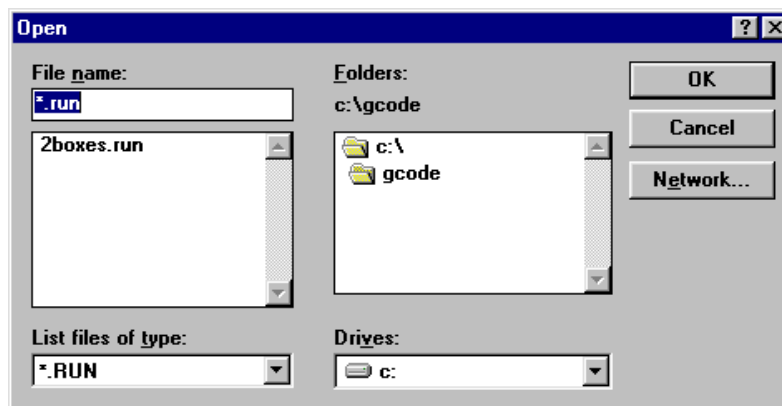 Open
File name:
*.run
2boxes.run
List files of type:
*.RUN
Folders:
c:\gcode
c:\
gcode
Drives:
c:
OK
Cancel
Network...